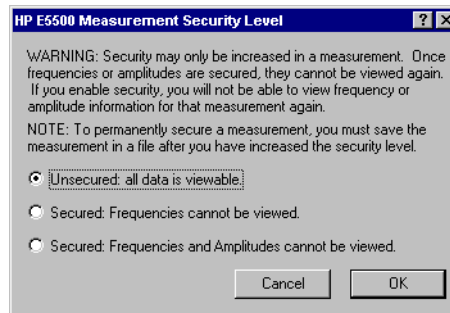 HP E5500 Measurement Security Level
WARNING: Security may only be increased in a measurement. Once
frequencies or amplitudes are secured, they cannot be viewed again.
If you enable security, you will not be able to view frequency or
amplitude information for that measurement again.
NOTE: To permanently secure a measurement, you must save the
measurement in a file after you have increased the security level.
Unsecured: all data is viewable.
Secured: Frequencies cannot be viewed.
Secured: Frequencies and Amplitudes cannot be viewed.
Cancel OK